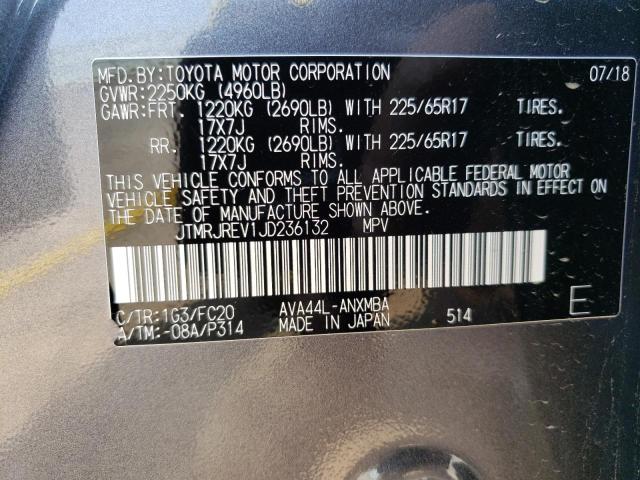 MFD.BY:TOYOTA MOTOR CORPORATION 07/18
GVWR:2250KG (4960LB)
GAWR:FRT. 1220KG (2690LB) WITH 225/65R17 TIRES.
17X7J RIMS.
RR. 1220KG (2690LB) WITH 225/65R17 TIRES.
17X7J RIMS.
THIS VEHICLE CONFORMS TO ALL APPLICABLE FEDERAL MOTOR
VEHICLE SAFETY AND THEFT PREVENTION STANDARDS IN EFFECT ON
THE DATE OF MANUFACTURE SHOWN ABOVE.
JTMRJREV1JD236132 MPV
C/TR:1G3/FC20 AVA44L-ANXMBA E
A/TM:-08A/P314 MADE IN JAPAN 514